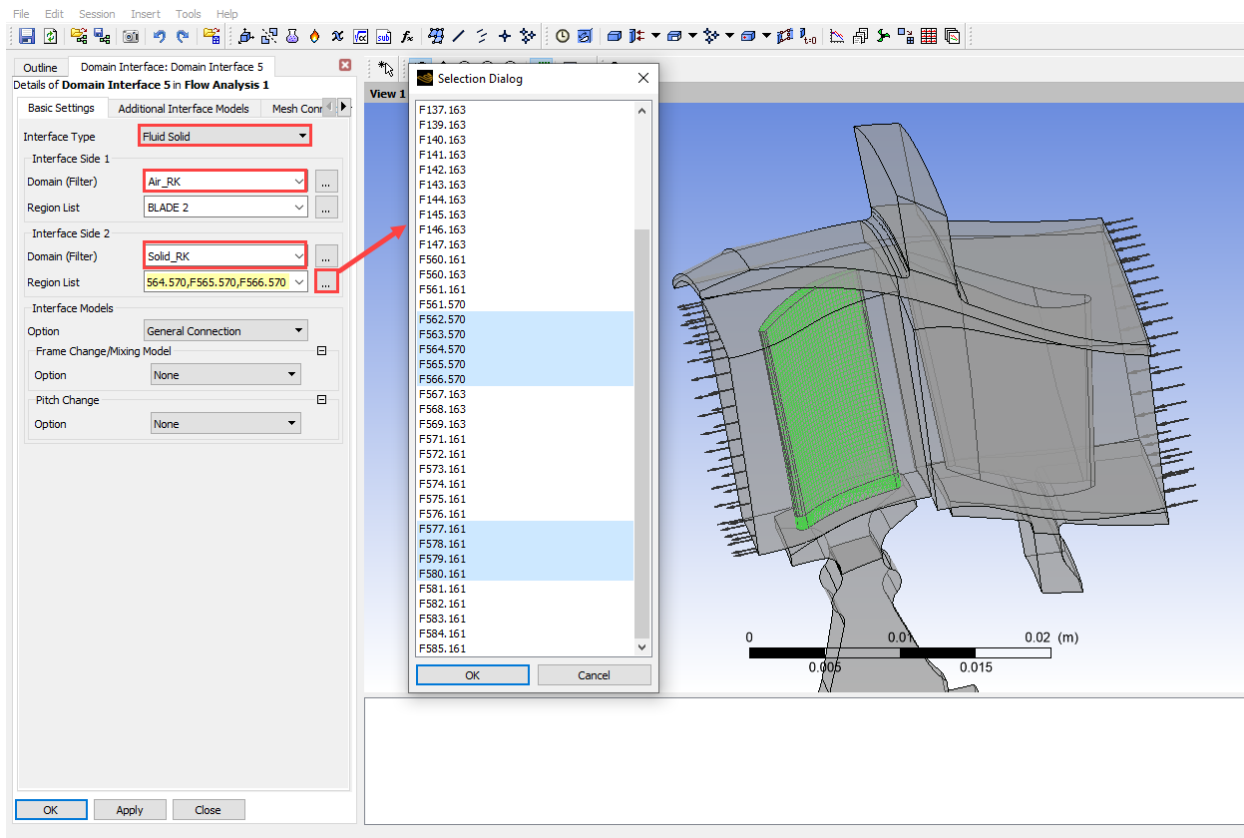 File Edit Session Insert Tools Help
Outline Domain Interface: Domain Interface 5
Details of Domain Interface 5 in Flow Analysis 1
Basic Settings Additional Interface Models Mesh Conn
Interface Type Fluid Solid
Interface Side 1
Domain (Filter) Air_RK ...
Region List BLADE 2 ...
Interface Side 2
Domain (Filter) Solid_RK ...
Region List 564.570,F565.570,F566.570 ...
Interface Models
Option General Connection
Frame Change/Mixing Model
Option None
Pitch Change
Option None
OK Apply Close
Selection Dialog
F137.163
F139.163
F140.163
F141.163
F142.163
F143.163
F144.163
F145.163
F146.163
F147.163
F560.161
F560.163
F561.161
F561.570
F562.570
F563.570
F564.570
F565.570
F566.570
F567.163
F568.163
F569.163
F571.161
F572.161
F573.161
F574.161
F575.161
F576.161
F577.161
F578.161
F579.161
F580.161
F581.161
F582.161
F583.161
F584.161
F585.161
OK Cancel
View 1
0 0.01 0.02 (m)
0.005 0.015